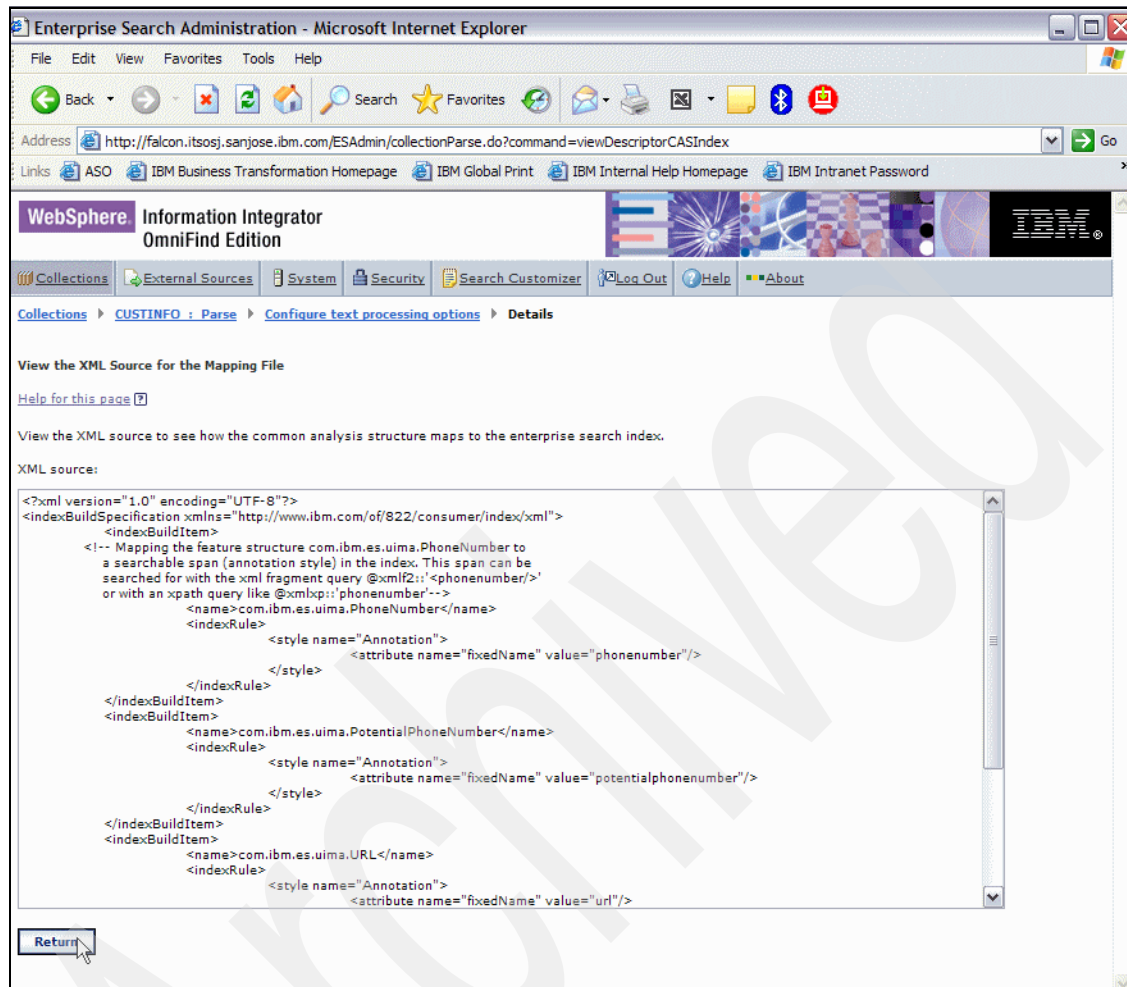 Enterprise Search Administration - Microsoft Internet Explorer
File Edit View Favorites Tools Help
Back Search Favorites
Address http://falcon.itsosj.sanjose.ibm.com/ESAdmin/collectionParse.do?command=viewDescriptorCASIndex Go
Links ASO IBM Business Transformation Homepage IBM Global Print IBM Internal Help Homepage IBM Intranet Password »
WebSphere. Information Integrator
OmniFind Edition
IBM®
Collections External Sources System Security Search Customizer Log Out Help About
Collections CUSTINFO : Parse Configure text processing options Details
View the XML Source for the Mapping File
Help for this page ?
View the XML source to see how the common analysis structure maps to the enterprise search index.
XML source:
<?xml version="1.0" encoding="UTF-8"?>
<indexBuildSpecification xmlns="http://www.ibm.com/of/822/consumer/index/xml">
<indexBuildItem>
<!-- Mapping the feature structure com.ibm.es.uima.PhoneNumber to
a searchable span (annotation style) in the index. This span can be
searched for with the xml fragment query @xmlf2::'<phonenumber/>'
or with an xpath query like @xmlxp::'phonenumber'-->
<name>com.ibm.es.uima.PhoneNumber</name>
<indexRule>
<style name="Annotation">
<attribute name="fixedName" value="phonenumber"/>
</style>
</indexRule>
</indexBuildItem>
<indexBuildItem>
<name>com.ibm.es.uima.PotentialPhoneNumber</name>
<indexRule>
<style name="Annotation">
<attribute name="fixedName" value="potentialphonenumber"/>
</style>
</indexRule>
</indexBuildItem>
<indexBuildItem>
<name>com.ibm.es.uima.URL</name>
<indexRule>
<style name="Annotation">
<attribute name="fixedName" value="url"/>
Return
Archived